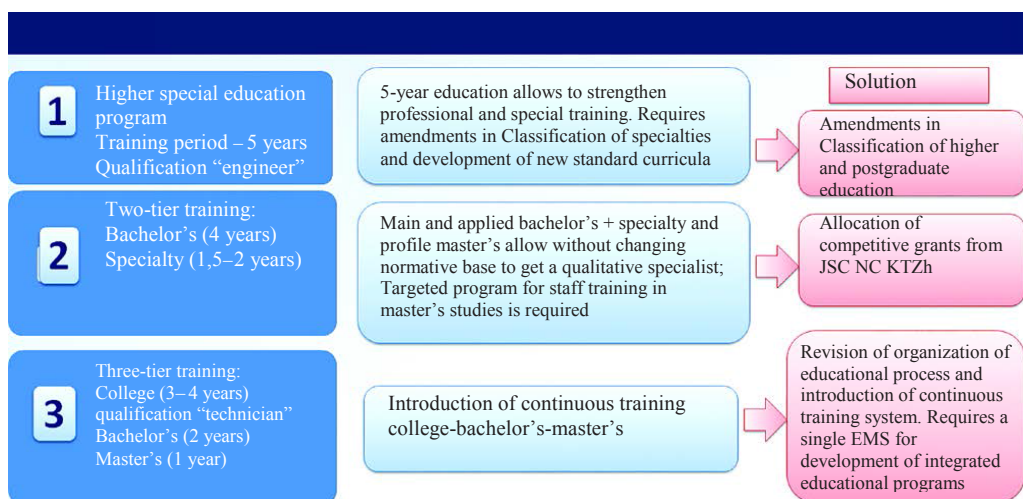 1
Higher special education
program
Training period – 5 years
Qualification “engineer”
5-year education allows to strengthen
professional and special training. Requires
amendments in Classification of specialties
and development of new standard curricula
Solution
Amendments in
Classification of higher
and postgraduate
education
2
Two-tier training:
Bachelor’s (4 years)
Specialty (1,5–2 years)
Main and applied bachelor’s + specialty and
profile master’s allow without changing
normative base to get a qualitative specialist;
Targeted program for staff training in
master’s studies is required
Allocation of
competitive grants from
JSC NC KTZh
3
Three-tier training:
College (3–4 years)
qualification “technician”
Bachelor’s (2 years)
Master’s (1 year)
Introduction of continuous training
college-bachelor’s-master’s
Revision of organization of
educational process and
introduction of continuous
training system. Requires a
single EMS for
development of integrated
educational programs